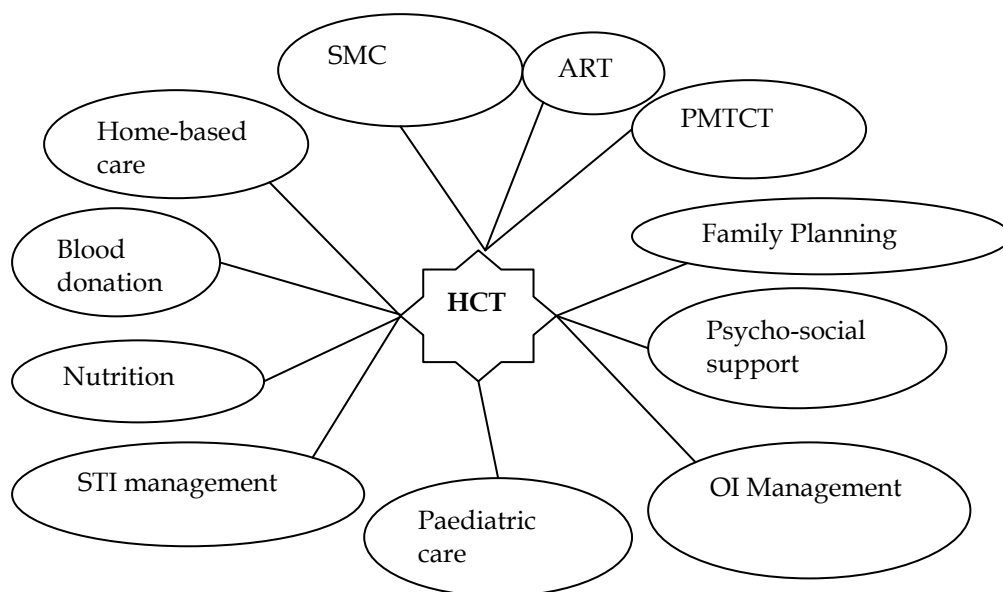 SMC
ART
PMTCT
Home-based
care
Family Planning
Blood
donation
HCT
Psycho-social
support
Nutrition
STI management
OI Management
Paediatric
care